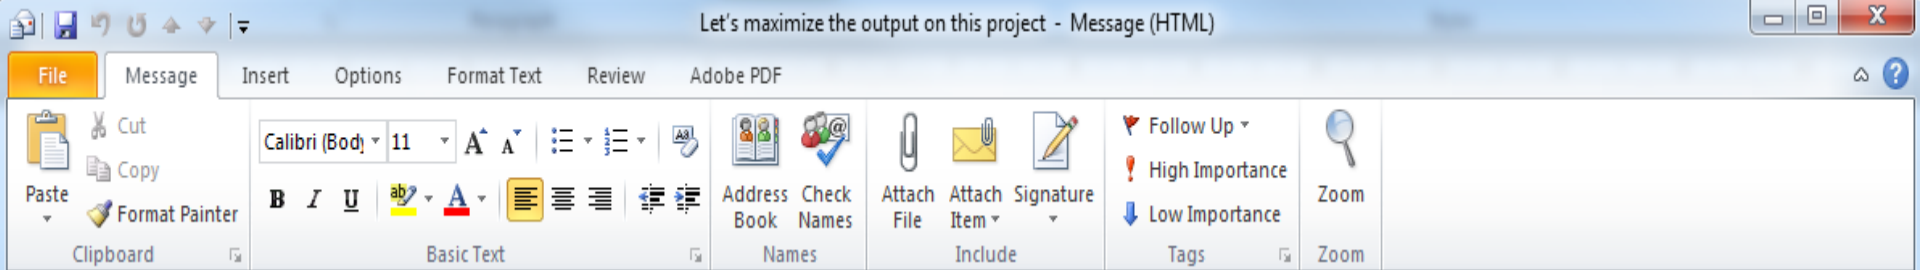 Let's maximize the output on this project - Message (HTML)
File Message Insert Options Format Text Review Adobe PDF
Paste
Cut
Copy
Format Painter
Clipboard
Calibri (Body 11
B I U ab A
Basic Text
Address Book
Check Names
Names
Attach File
Attach Item
Signature
Include
Follow Up
High Importance
Low Importance
Tags
Zoom
Zoom